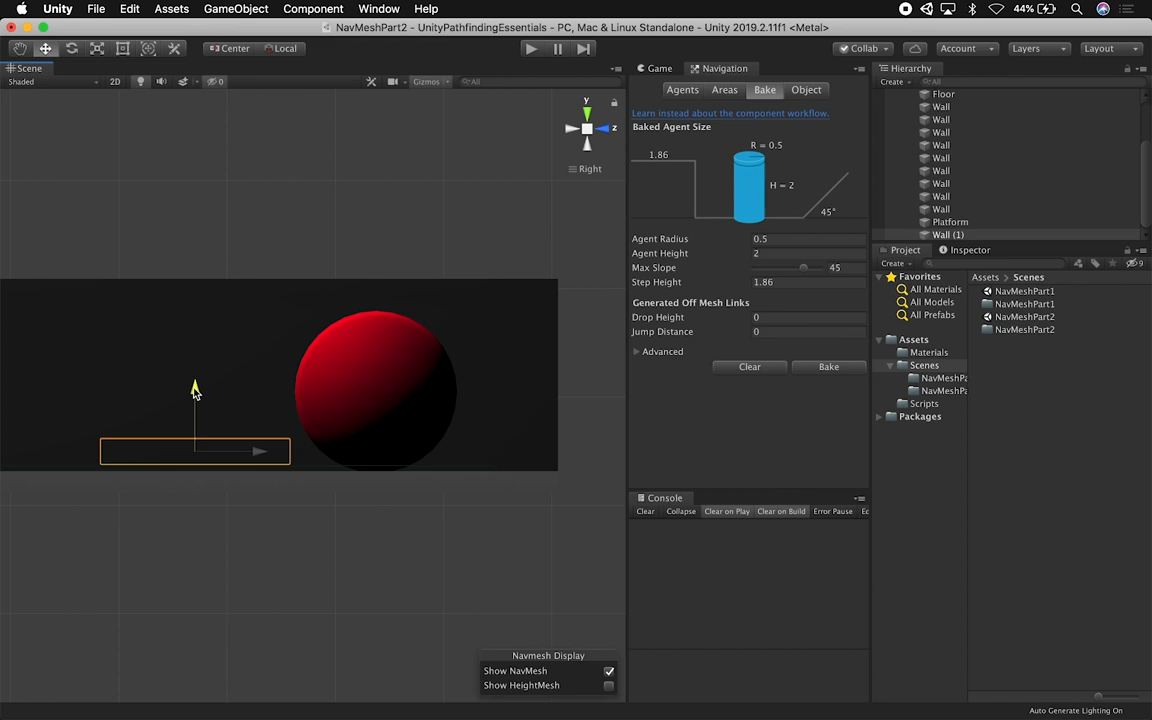 Unity File Edit Assets GameObject Component Window Help 44%
NavMeshPart2 - UnityPathfindingEssentials - PC, Mac & Linux Standalone - Unity 2019.2.11f1 <Metal>
Center Local Collab Account Layers Layout
Scene
Shaded 2D 0 Gizmos All
y
z
Right
Navmesh Display
Show NavMesh
Show HeightMesh
Game Navigation
Agents Areas Bake Object
Learn instead about the component workflow.
Baked Agent Size
R = 0.5
1.86
H = 2
45°
Agent Radius 0.5
Agent Height 2
Max Slope 45
Step Height 1.86
Generated Off Mesh Links
Drop Height 0
Jump Distance 0
Advanced
Clear Bake
Console
Clear Collapse Clear on Play Clear on Build Error Pause
Hierarchy
Create All
Floor
Wall
Wall
Wall
Wall
Wall
Wall
Wall
Wall
Wall
Platform
Wall (1)
Project Inspector
Create 9
Favorites
All Materials
All Models
All Prefabs
Assets
Materials
Scenes
NavMeshPa
NavMeshPa
Scripts
Packages
Assets > Scenes
NavMeshPart1
NavMeshPart1
NavMeshPart2
NavMeshPart2
Auto Generate Lighting On